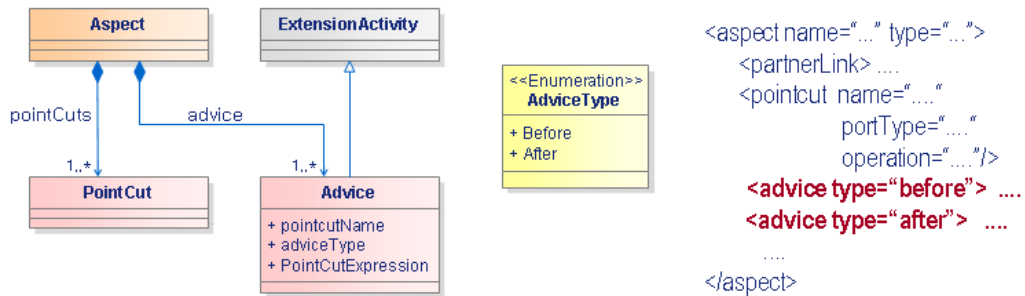 Aspect
ExtensionActivity
pointCuts
advice
1..*
1..*
PointCut
Advice
+ pointcutName
+ adviceType
+ PointCutExpression
<<Enumeration>>
AdviceType
+ Before
+ After
<aspect name="..." type="...">
<partnerLink> ....
<pointcut name="...."
portType="...."
operation="...."/>
<advice type="before"> ....
<advice type="after"> ....
....
</aspect>